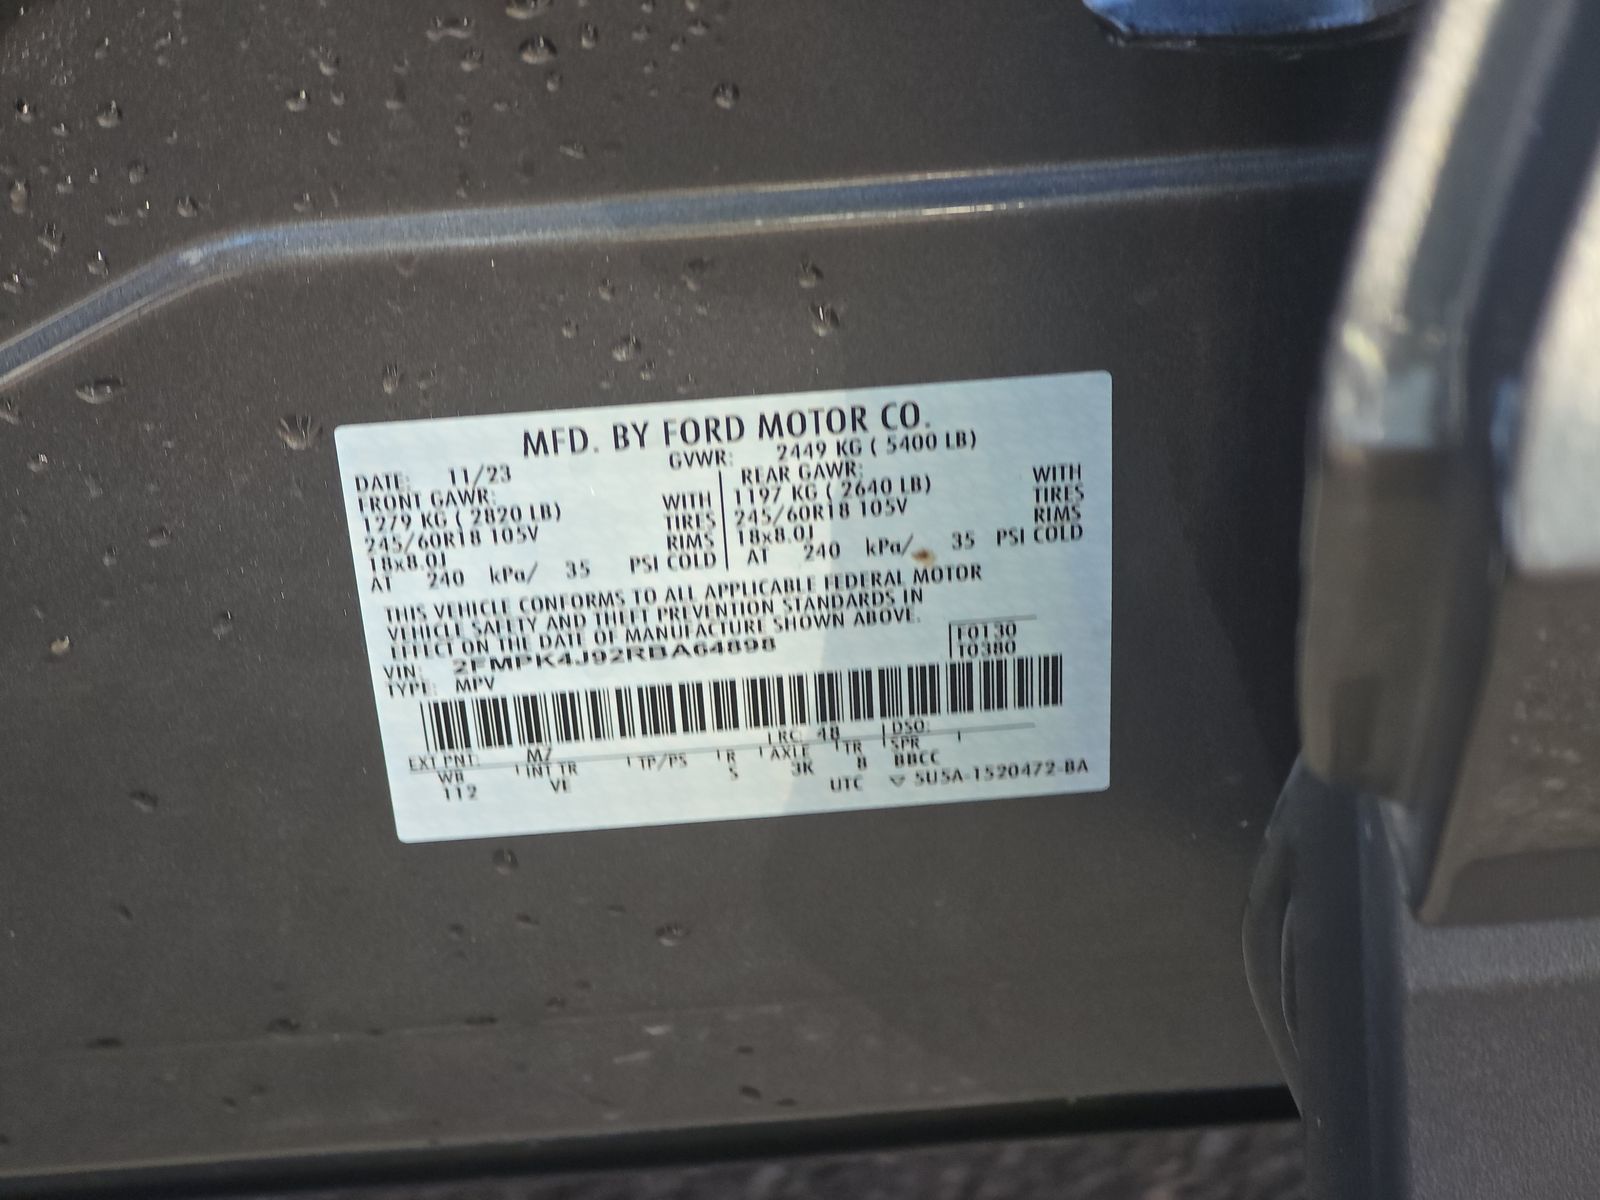 MFD. BY FORD MOTOR CO.
DATE: 11/23
GVWR: 2449 KG ( 5400 LB)
FRONT GAWR:
1279 KG ( 2820 LB) WITH
245/60R18 105V TIRES
18x8.0J RIMS
AT 240 kPa/ 35 PSI COLD
REAR GAWR:
1197 KG ( 2640 LB) WITH
245/60R18 105V TIRES
18x8.0J RIMS
AT 240 kPa/ 35 PSI COLD
THIS VEHICLE CONFORMS TO ALL APPLICABLE FEDERAL MOTOR
VEHICLE SAFETY AND THEFT PREVENTION STANDARDS IN
EFFECT ON THE DATE OF MANUFACTURE SHOWN ABOVE.
VIN: 2FMPK4J92RBA64898
TYPE: MPV
F0130
T0380
EXT PNT: M7 RC: 48 DSO:
WB INT TR TP/PS R AXLE TR SPR
112 VE S 3K 8 BBCC
UTC ▽ 5U5A-1520472-BA